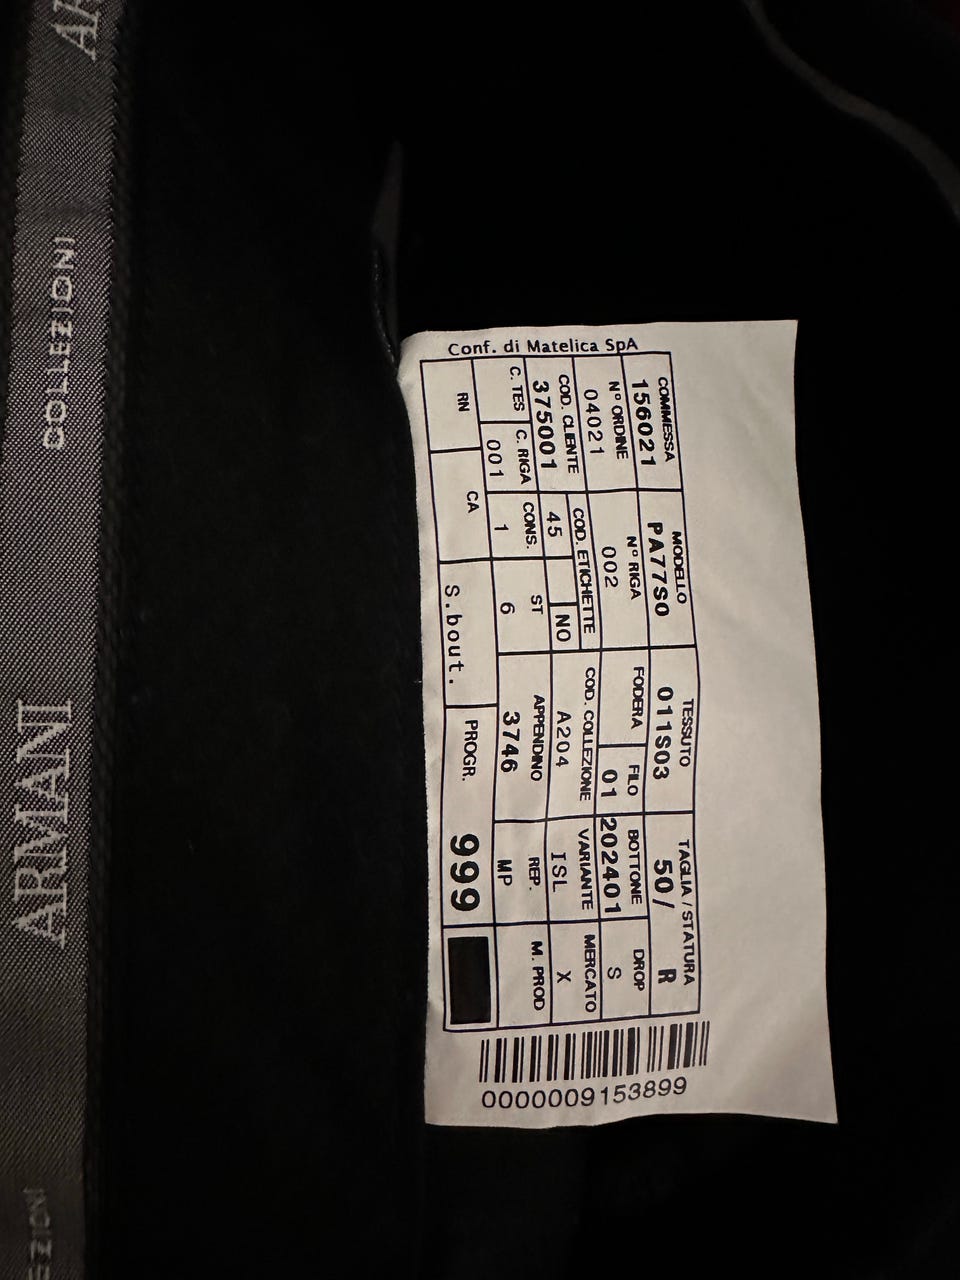 Conf. di Matelica SpA
COMMESSA MODELLO TESSUTO TAGLIA / STATURA
156021 PA77S0 011S03 50/ R
Nº ORDINE Nº RIGA FODERA FILO BOTTONE DROP
04021 002 01 202401 S
COD. CLIENTE COD. ETICHETTE COD. COLLEZIONE VARIANTE MERCATO
375001 45 NO A204 ISL X
C. TES C. RIGA CONS. ST APPENDINO REP. M. PROD
001 1 6 3746 MP
RN CA S.bout. PROGR. 999
0000009153899
COLLEZIONI
ARMANI